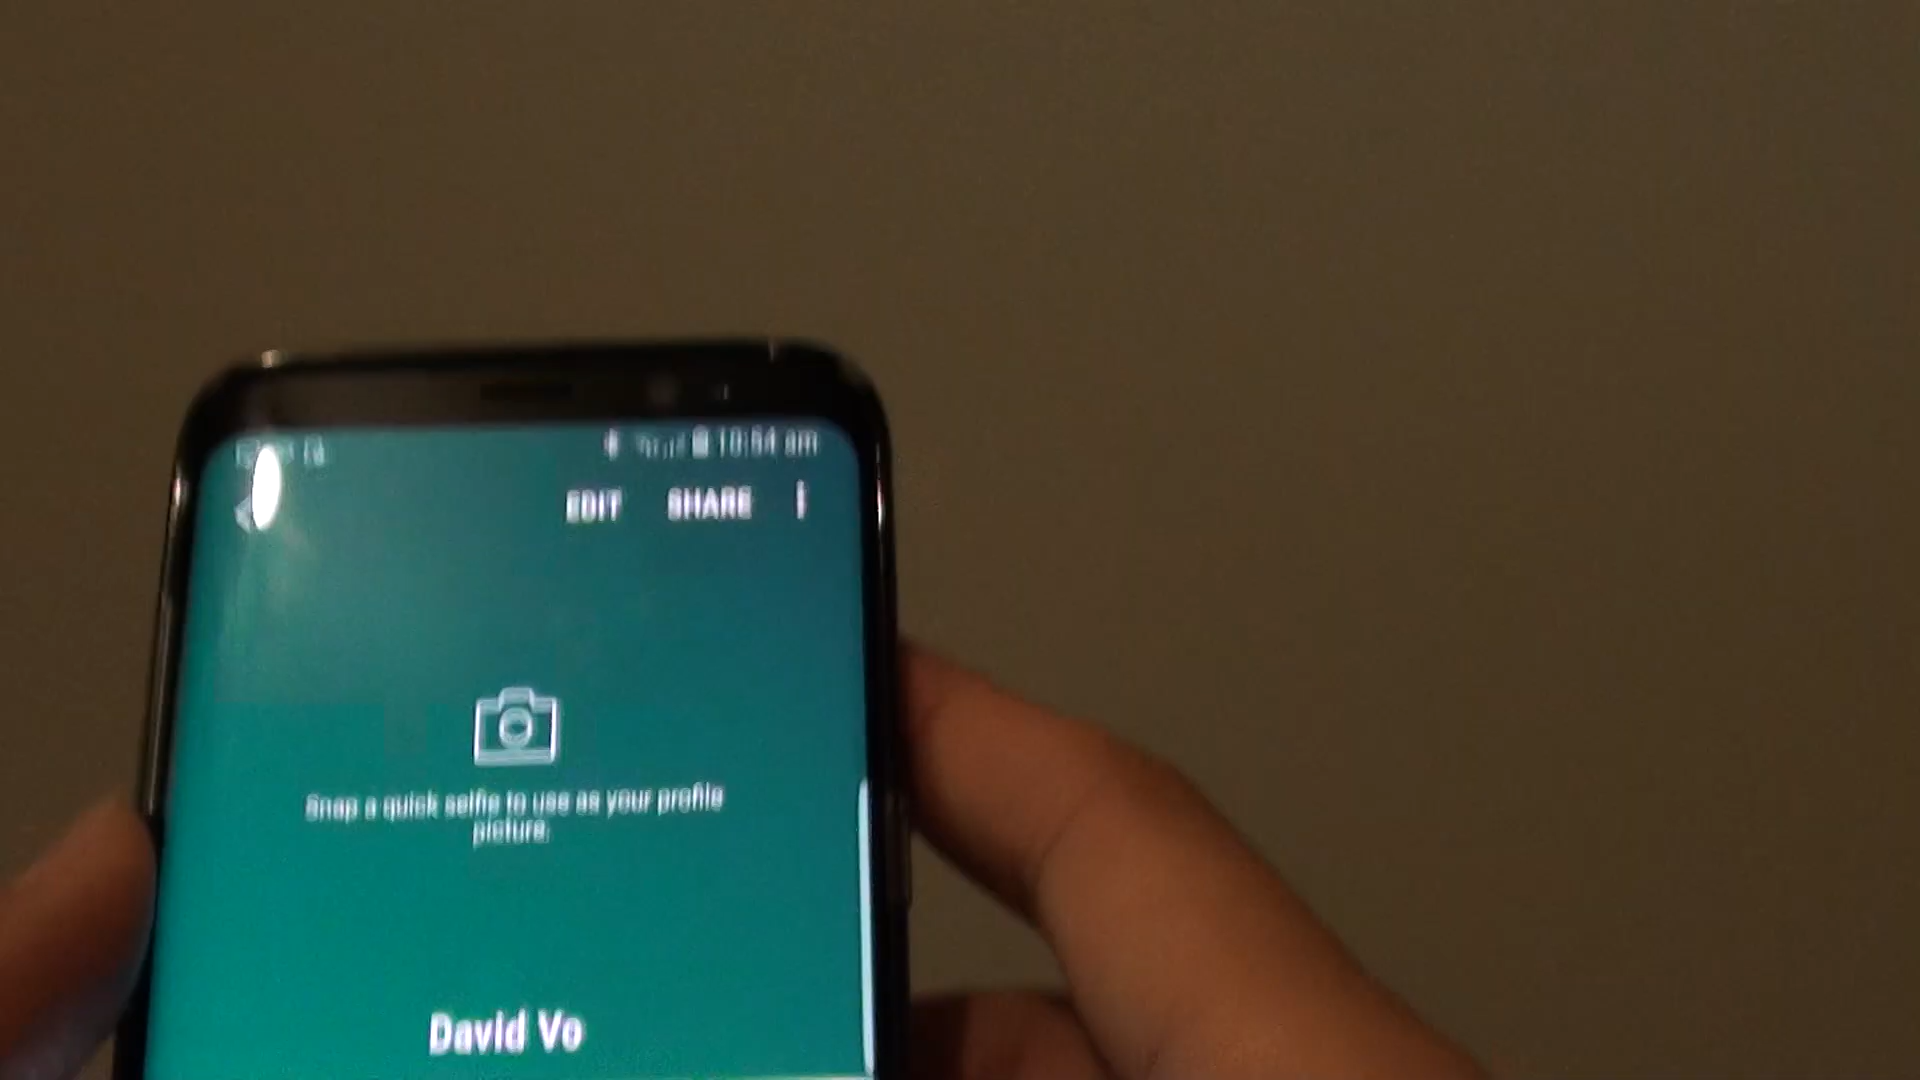 10:54 am
EDIT SHARE
Snap a quick selfie to use as your profile
picture.
David Vo